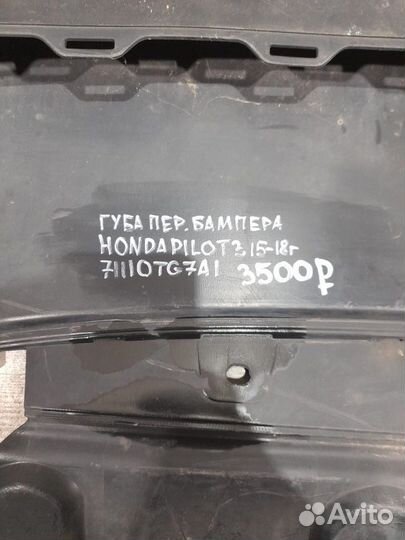 ГУБА ПЕР. БАМПЕРА
HONDA PILOT 3 15-18г
71110TG7A1 3500₽
Avito